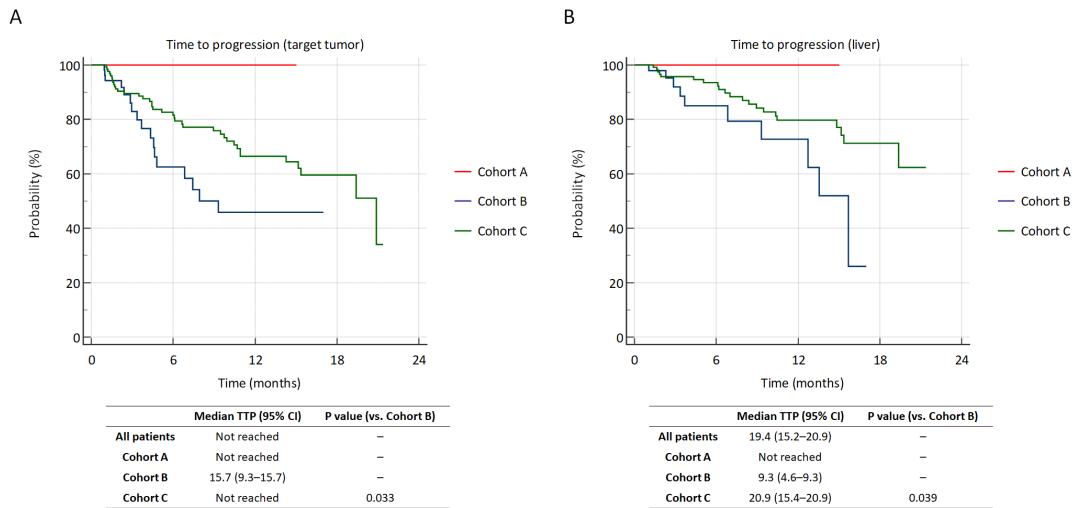 A
Time to progression (target tumor)
100
80
60
40
20
0
Probability (%)
0 6 12 18 24
Time (months)
Cohort A
Cohort B
Cohort C
Median TTP (95% CI) P value (vs. Cohort B)
All patients Not reached –
Cohort A Not reached –
Cohort B 15.7 (9.3–15.7) –
Cohort C Not reached 0.033
B
Time to progression (liver)
100
80
60
40
20
0
Probability (%)
0 6 12 18 24
Time (months)
Cohort A
Cohort B
Cohort C
Median TTP (95% CI) P value (vs. Cohort B)
All patients 19.4 (15.2–20.9) –
Cohort A Not reached –
Cohort B 9.3 (4.6–9.3) –
Cohort C 20.9 (15.4–20.9) 0.039